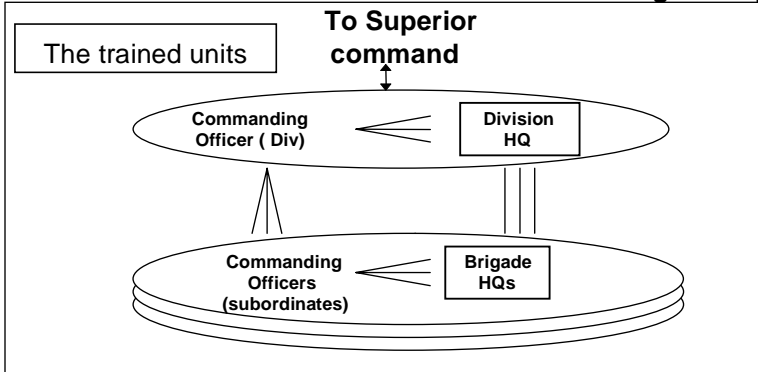 To Superior
command
The trained units
Commanding
Officer ( Div)
Division
HQ
Commanding
Officers
(subordinates)
Brigade
HQs